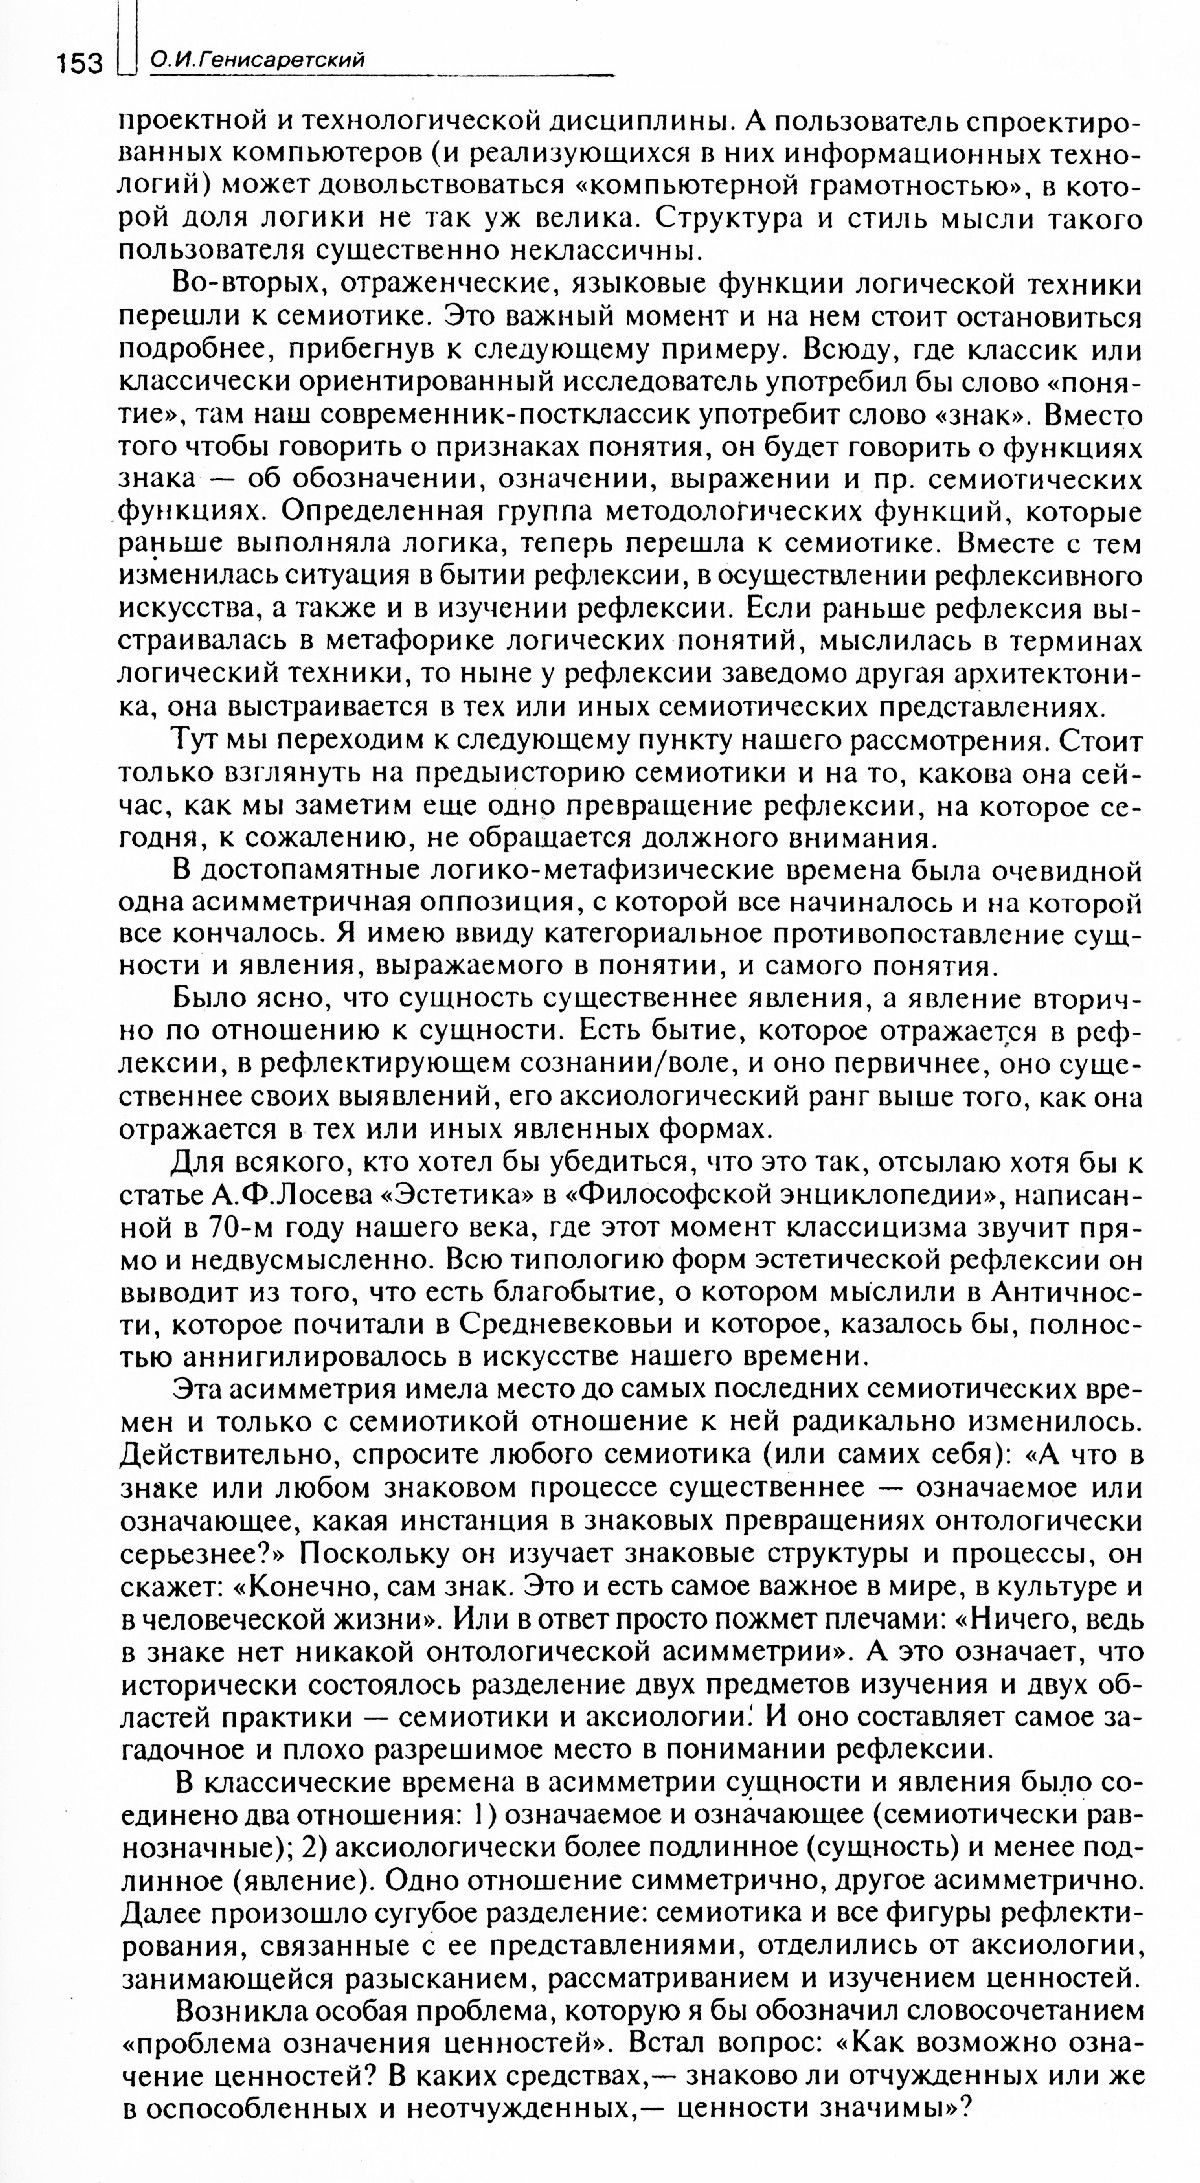 153 О.И.Генисаретский
проектной и технологической дисциплины. А пользователь спроектиро-
ванных компьютеров (и реализующихся в них информационных техно-
логий) может довольствоваться «компьютерной грамотностью», в кото-
рой доля логики не так уж велика. Структура и стиль мысли такого
пользователя существенно неклассичны.
Во-вторых, отраженческие, языковые функции логической техники
перешли к семиотике. Это важный момент и на нем стоит остановиться
подробнее, прибегнув к следующему примеру. Всюду, где классик или
классически ориентированный исследователь употребил бы слово «поня-
тие», там наш современник-постклассик употребит слово «знак». Вместо
того чтобы говорить о признаках понятия, он будет говорить о функциях
знака — об обозначении, означении, выражении и пр. семиотических
функциях. Определенная группа методологических функций, которые
раньше выполняла логика, теперь перешла к семиотике. Вместе с тем
изменилась ситуация в бытии рефлексии, в осуществлении рефлексивного
искусства, а также и в изучении рефлексии. Если раньше рефлексия вы-
страивалась в метафорике логических понятий, мыслилась в терминах
логический техники, то ныне у рефлексии заведомо другая архитектони-
ка, она выстраивается в тех или иных семиотических представлениях.
Тут мы переходим к следующему пункту нашего рассмотрения. Стоит
только взглянуть на предыисторию семиотики и на то, какова она сей-
час, как мы заметим еще одно превращение рефлексии, на которое се-
годня, к сожалению, не обращается должного внимания.
В достопамятные логико-метафизические времена была очевидной
одна асимметричная оппозиция, с которой все начиналось и на которой
все кончалось. Я имею ввиду категориальное противопоставление сущ-
ности и явления, выражаемого в понятии, и самого понятия.
Было ясно, что сущность существеннее явления, а явление вторич-
но по отношению к сущности. Есть бытие, которое отражается в реф-
лексии, в рефлектирующем сознании/воле, и оно первичнее, оно суще-
ственнее своих выявлений, его аксиологический ранг выше того, как она
отражается в тех или иных явленных формах.
Для всякого, кто хотел бы убедиться, что это так, отсылаю хотя бы к
статье А.Ф.Лосева «Эстетика» в «Философской энциклопедии», написан-
ной в 70-м году нашего века, где этот момент классицизма звучит пря-
мо и недвусмысленно. Всю типологию форм эстетической рефлексии он
выводит из того, что есть благобытие, о котором мыслили в Античнос-
ти, которое почитали в Средневековьи и которое, казалось бы, полнос-
тью аннигилировалось в искусстве нашего времени.
Эта асимметрия имела место до самых последних семиотических вре-
мен и только с семиотикой отношение к ней радикально изменилось.
Действительно, спросите любого семиотика (или самих себя): «А что в
знаке или любом знаковом процессе существеннее — означаемое или
означающее, какая инстанция в знаковых превращениях онтологически
серьезнее?» Поскольку он изучает знаковые структуры и процессы, он
скажет: «Конечно, сам знак. Это и есть самое важное в мире, в культуре и
в человеческой жизни». Или в ответ просто пожмет плечами: «Ничего, ведь
в знаке нет никакой онтологической асимметрии». А это означает, что
исторически состоялось разделение двух предметов изучения и двух об-
ластей практики — семиотики и аксиологии. И оно составляет самое за-
гадочное и плохо разрешимое место в понимании рефлексии.
В классические времена в асимметрии сущности и явления было со-
единено два отношения: 1) означаемое и означающее (семиотически рав-
нозначные); 2) аксиологически более подлинное (сущность) и менее под-
линное (явление). Одно отношение симметрично, другое асимметрично.
Далее произошло сугубое разделение: семиотика и все фигуры рефлекти-
рования, связанные с ее представлениями, отделились от аксиологии,
занимающейся разысканием, рассматриванием и изучением ценностей.
Возникла особая проблема, которую я бы обозначил словосочетанием
«проблема означения ценностей». Встал вопрос: «Как возможно озна-
чение ценностей? В каких средствах,— знаково ли отчужденных или же
в оспособленных и неотчужденных,— ценности значимы»?